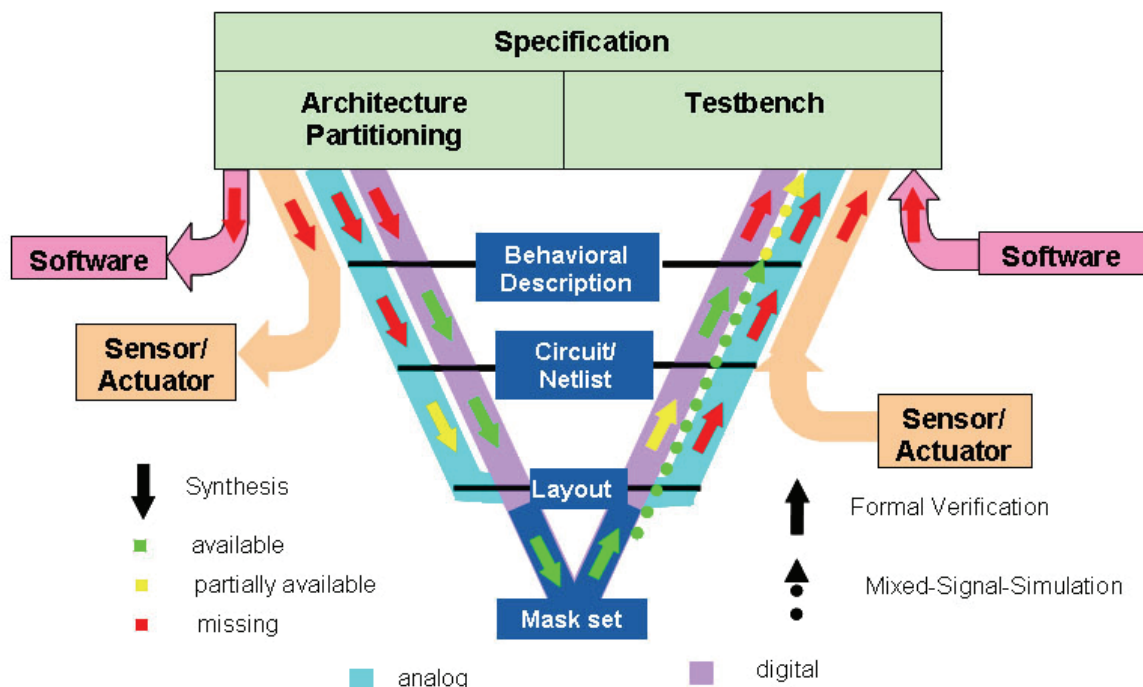 Specification
Architecture
Partitioning
Testbench
Software
Behavioral
Description
Software
Sensor/
Actuator
Circuit/
Netlist
Sensor/
Actuator
Synthesis
Layout
Formal Verification
available
partially available
Mixed-Signal-Simulation
missing
Mask set
analog
digital